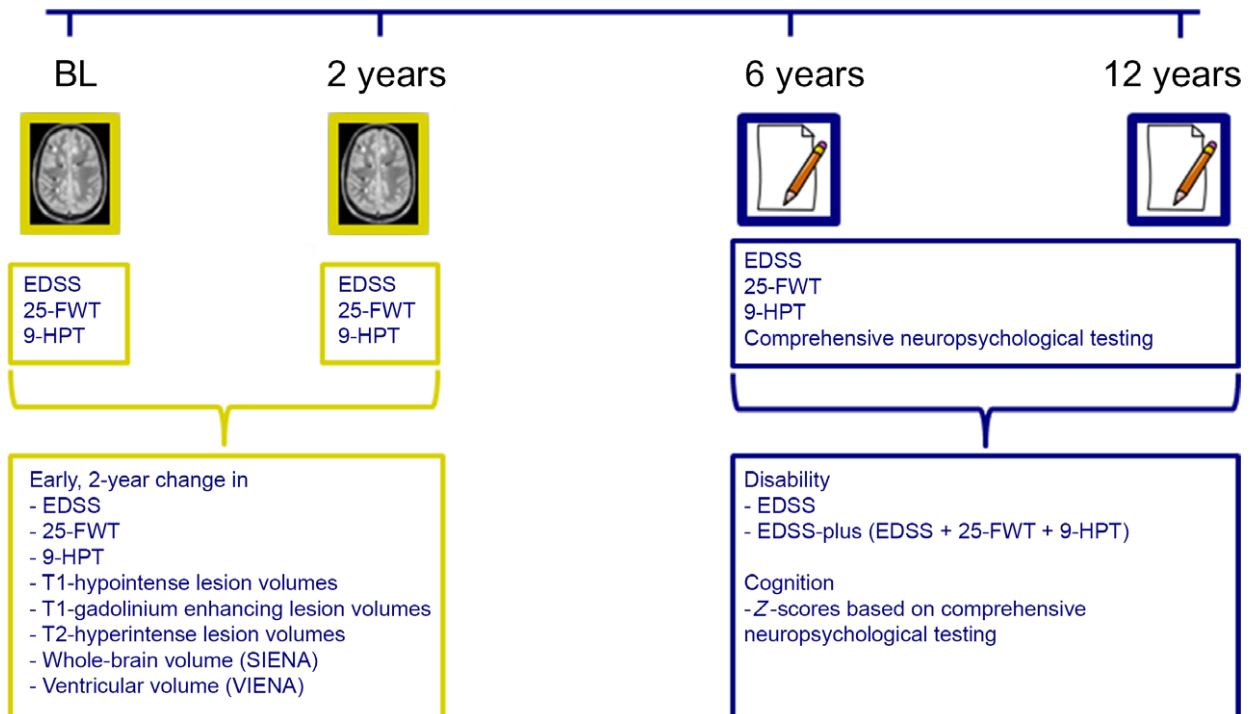 BL
2 years
6 years
12 years
EDSS
25-FWT
9-HPT
EDSS
25-FWT
9-HPT
EDSS
25-FWT
9-HPT
Comprehensive neuropsychological testing
Early, 2-year change in
- EDSS
- 25-FWT
- 9-HPT
- T1-hypointense lesion volumes
- T1-gadolinium enhancing lesion volumes
- T2-hyperintense lesion volumes
- Whole-brain volume (SIENA)
- Ventricular volume (VIENA)
Disability
- EDSS
- EDSS-plus (EDSS + 25-FWT + 9-HPT)
Cognition
- Z-scores based on comprehensive
neuropsychological testing